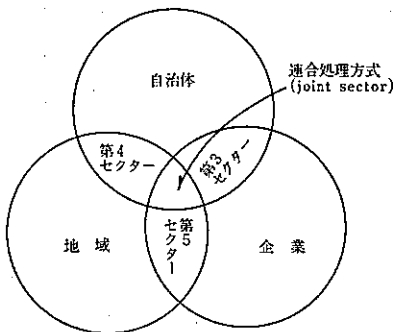 自治体
連合処理方式
(joint sector)
第4
セクター
第3
セクター
第5
セクター
地域
企業